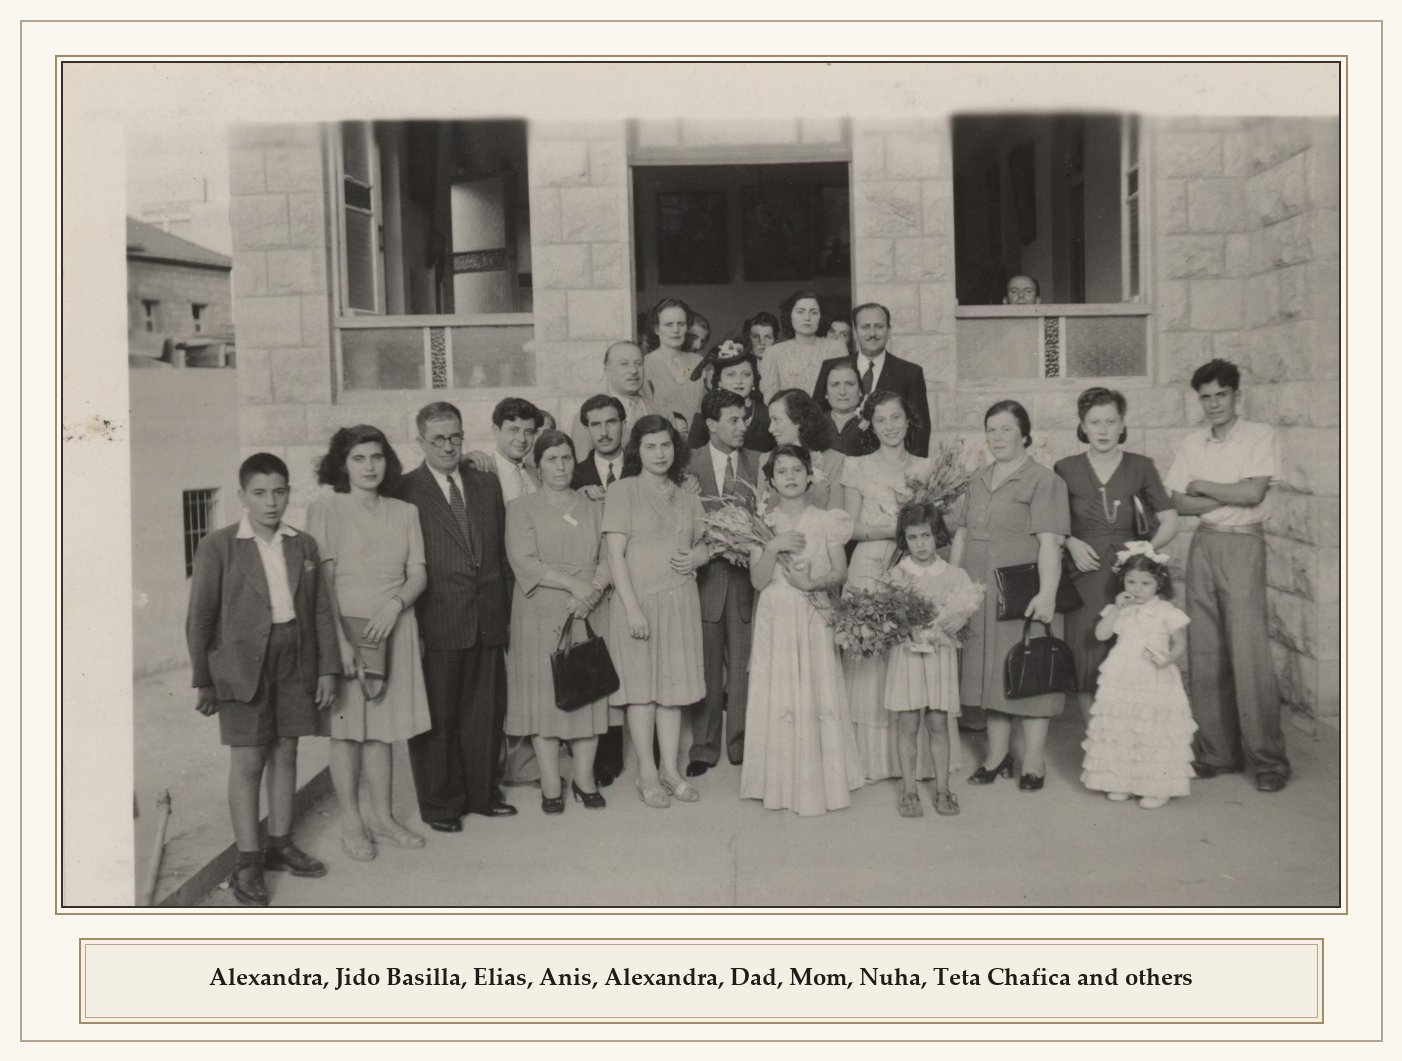 Alexandra, Jido Basilla, Elias, Anis, Alexandra, Dad, Mom, Nuha, Teta Chafica and others